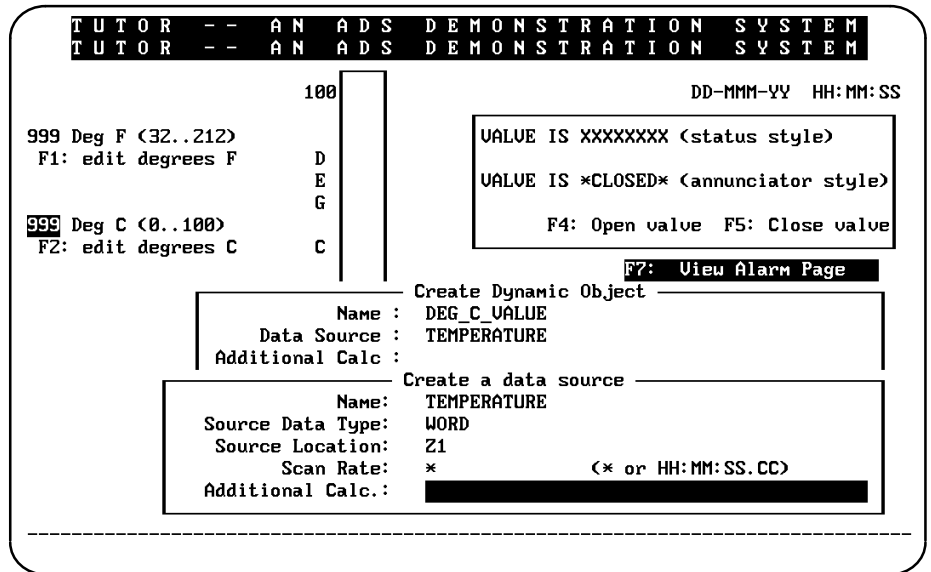 TUTOR -- AN ADS DEMONSTRATION SYSTEM
TUTOR -- AN ADS DEMONSTRATION SYSTEM
100
DD-MMM-YY HH:MM:SS
999 Deg F (32..212)
F1: edit degrees F
VALUE IS XXXXXXXX (status style)
VALUE IS *CLOSED* (annunciator style)
F4: Open value F5: Close value
D
E
G
C
999 Deg C (0..100)
F2: edit degrees C
F7: View Alarm Page
Create Dynamic Object
Name : DEG_C_VALUE
Data Source : TEMPERATURE
Additional Calc :
Create a data source
Name: TEMPERATURE
Source Data Type: WORD
Source Location: Z1
Scan Rate: * (* or HH:MM:SS.CC)
Additional Calc.: